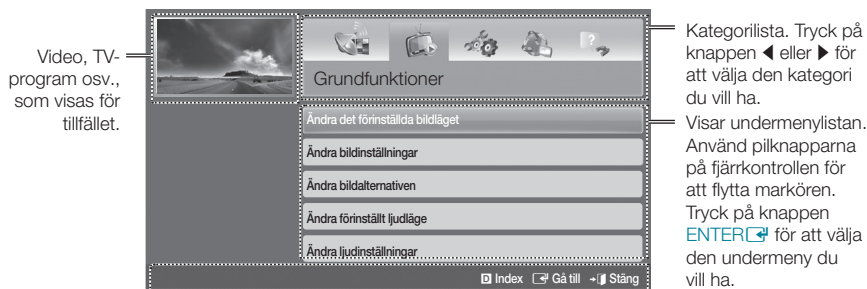 Video, TV-
program osv.,
som visas för
tillfället.
Grundfunktioner
Ändra det förinställda bildläget
Ändra bildinställningar
Ändra bildalternativen
Ändra förinställt ljudläge
Ändra ljudinställningar
D Index Gå till Stäng
Kategorilista. Tryck på
knappen ◀ eller ▶ för
att välja den kategori
du vill ha.
Visar undermenylistan.
Använd pilknapparna
på fjärrkontrollen för
att flytta markören.
Tryck på knappen
ENTER för att välja
den undermeny du
vill ha.